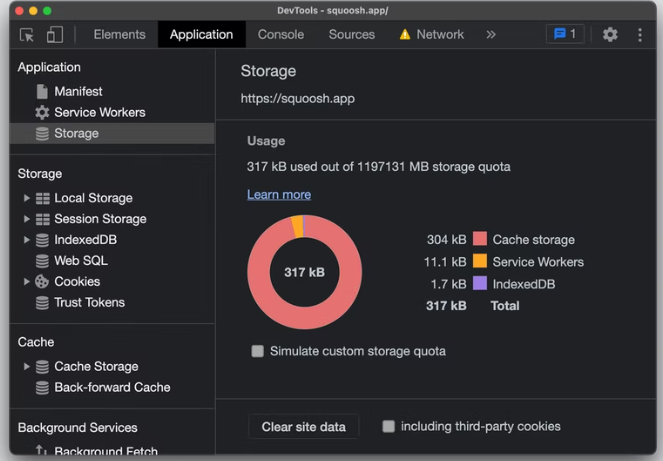 DevTools - squoosh.app/
Elements Application Console Sources Network » 1
Application
Manifest
Service Workers
Storage
Storage
Local Storage
Session Storage
IndexedDB
Web SQL
Cookies
Trust Tokens
Cache
Cache Storage
Back-forward Cache
Background Services
Background Fetch
Storage
https://squoosh.app
Usage
317 kB used out of 1197131 MB storage quota
Learn more
317 kB
304 kB Cache storage
11.1 kB Service Workers
1.7 kB IndexedDB
317 kB Total
Simulate custom storage quota
Clear site data including third-party cookies